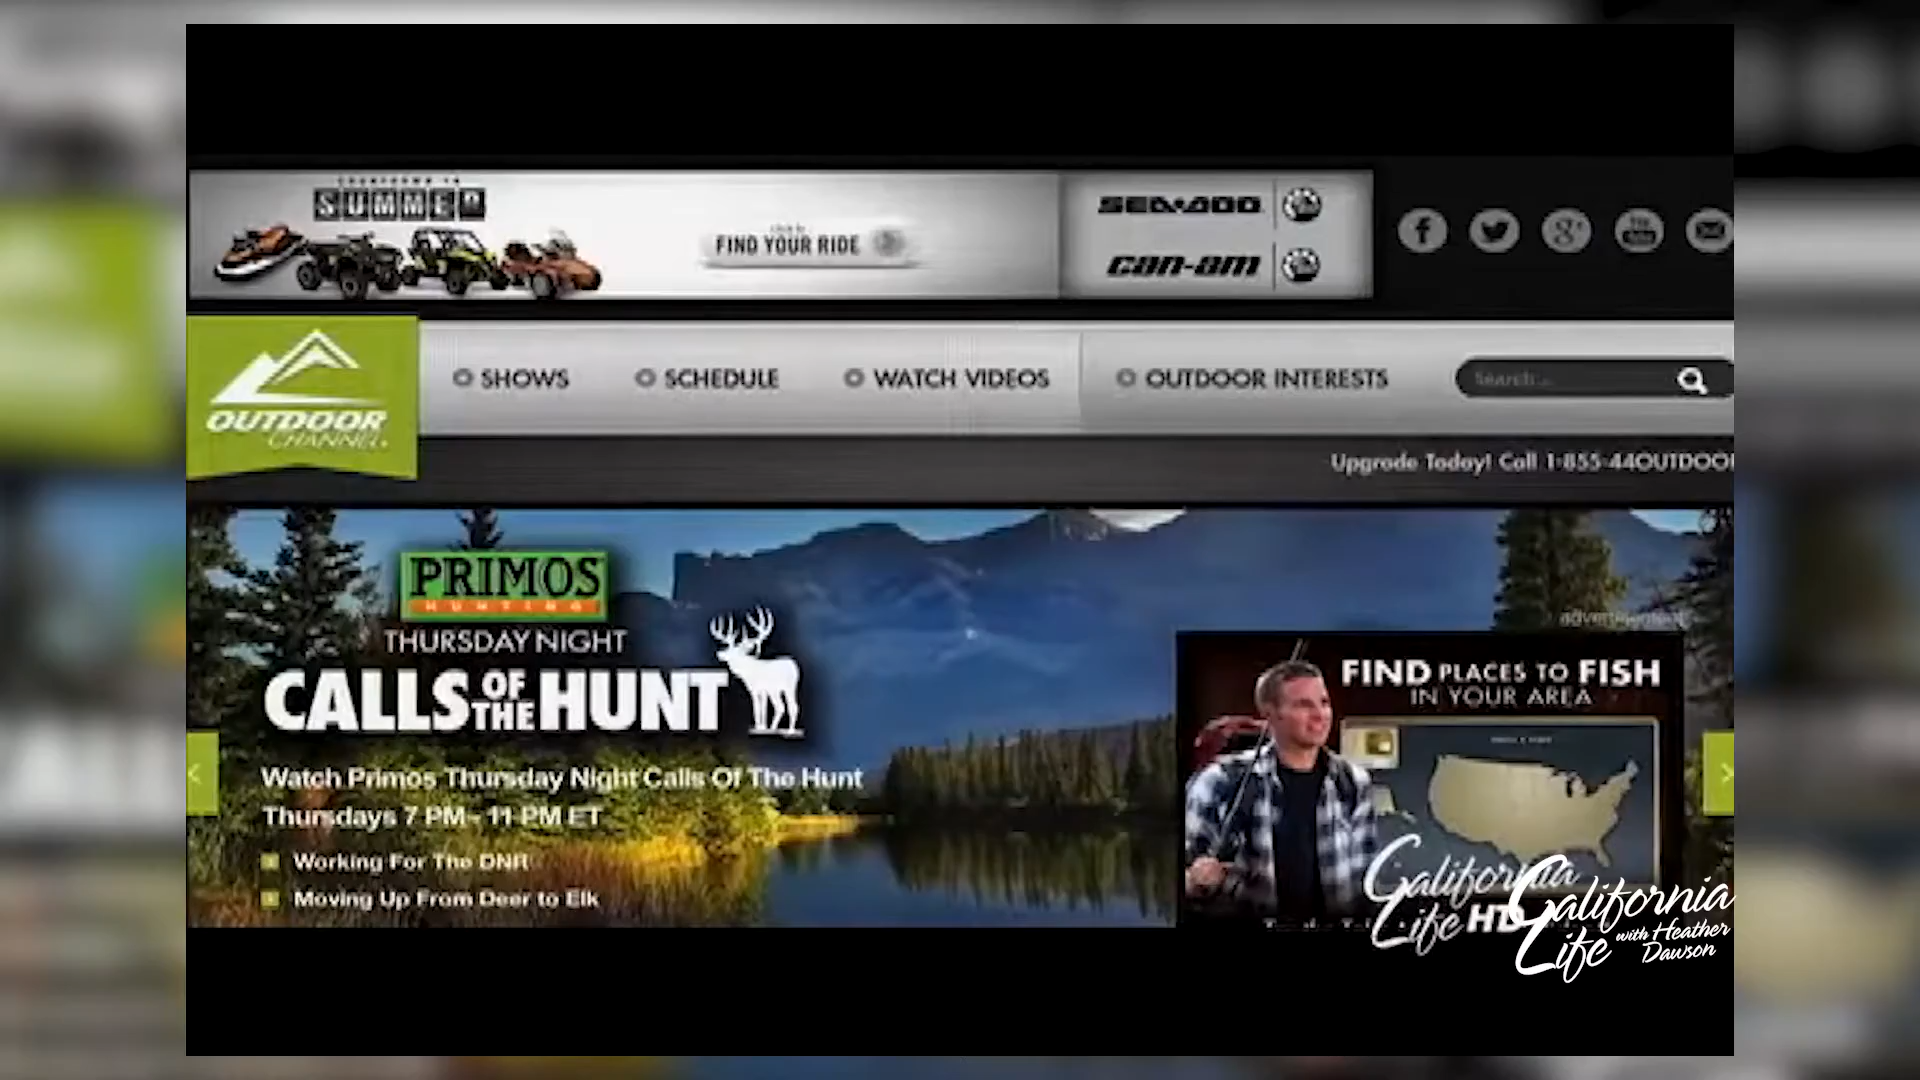 SUMMER
FIND YOUR RIDE
SEA-DOO
can-am
OUTDOOR
CHANNEL
SHOWS
SCHEDULE
WATCH VIDEOS
OUTDOOR INTERESTS
Search...
Upgrade Today! Call 1-855-44OUTDOOR
PRIMOS
HUNTING
THURSDAY NIGHT
CALLS OF THE HUNT
Watch Primos Thursday Night Calls Of The Hunt
Thursdays 7 PM - 11 PM ET
Working For The DNR
Moving Up From Deer to Elk
advertisement
FIND PLACES TO FISH
IN YOUR AREA
California
Life HD
California
Life with Heather
Dawson